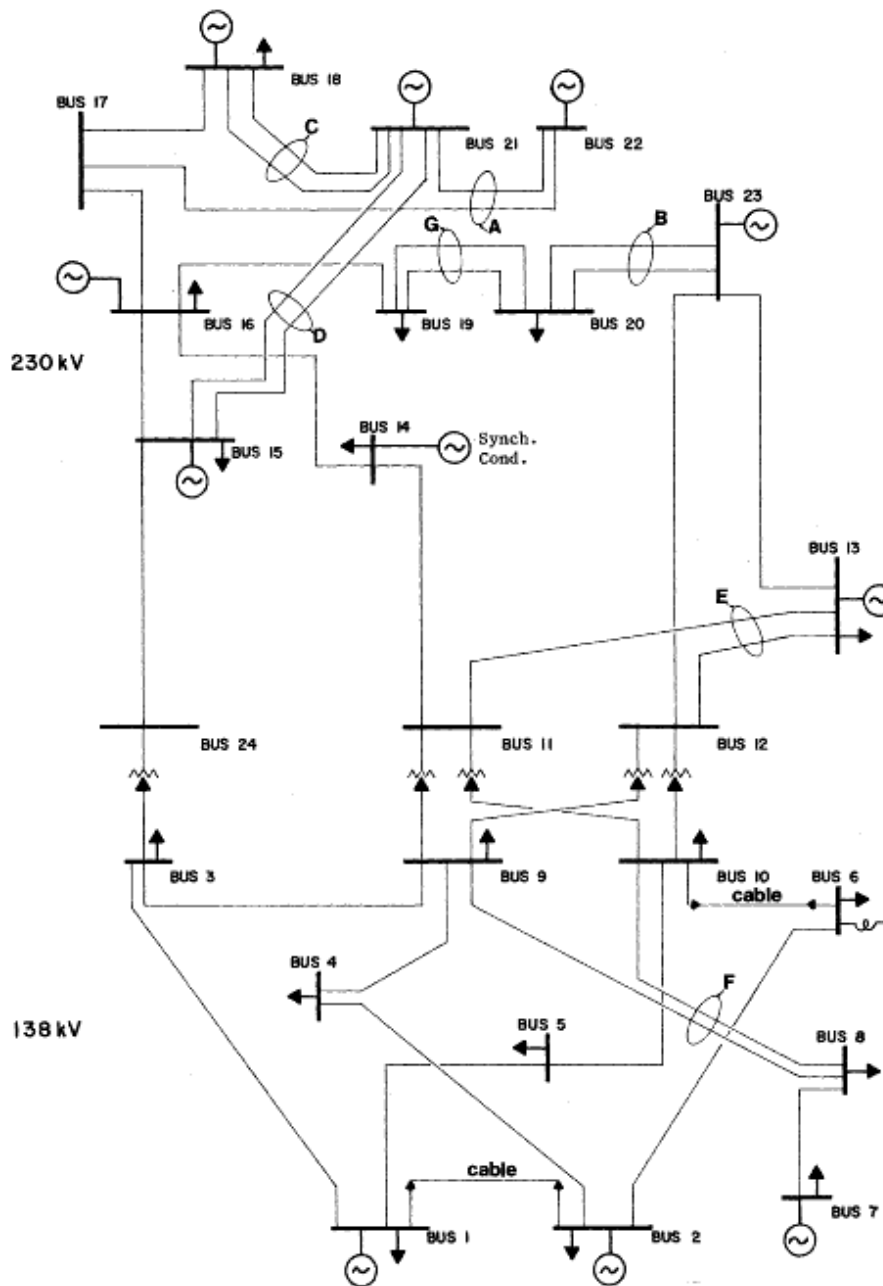 BUS 18
BUS 17
C
BUS 21
BUS 22
BUS 23
A
G
B
BUS 16
D
BUS 19
BUS 20
230 kV
BUS 14
Synch.
Cond.
BUS 15
BUS 13
E
BUS 24
BUS 11
BUS 12
BUS 3
BUS 9
BUS 10
BUS 6
cable
BUS 4
F
138 kV
BUS 5
BUS 8
cable
BUS 7
BUS 1
BUS 2